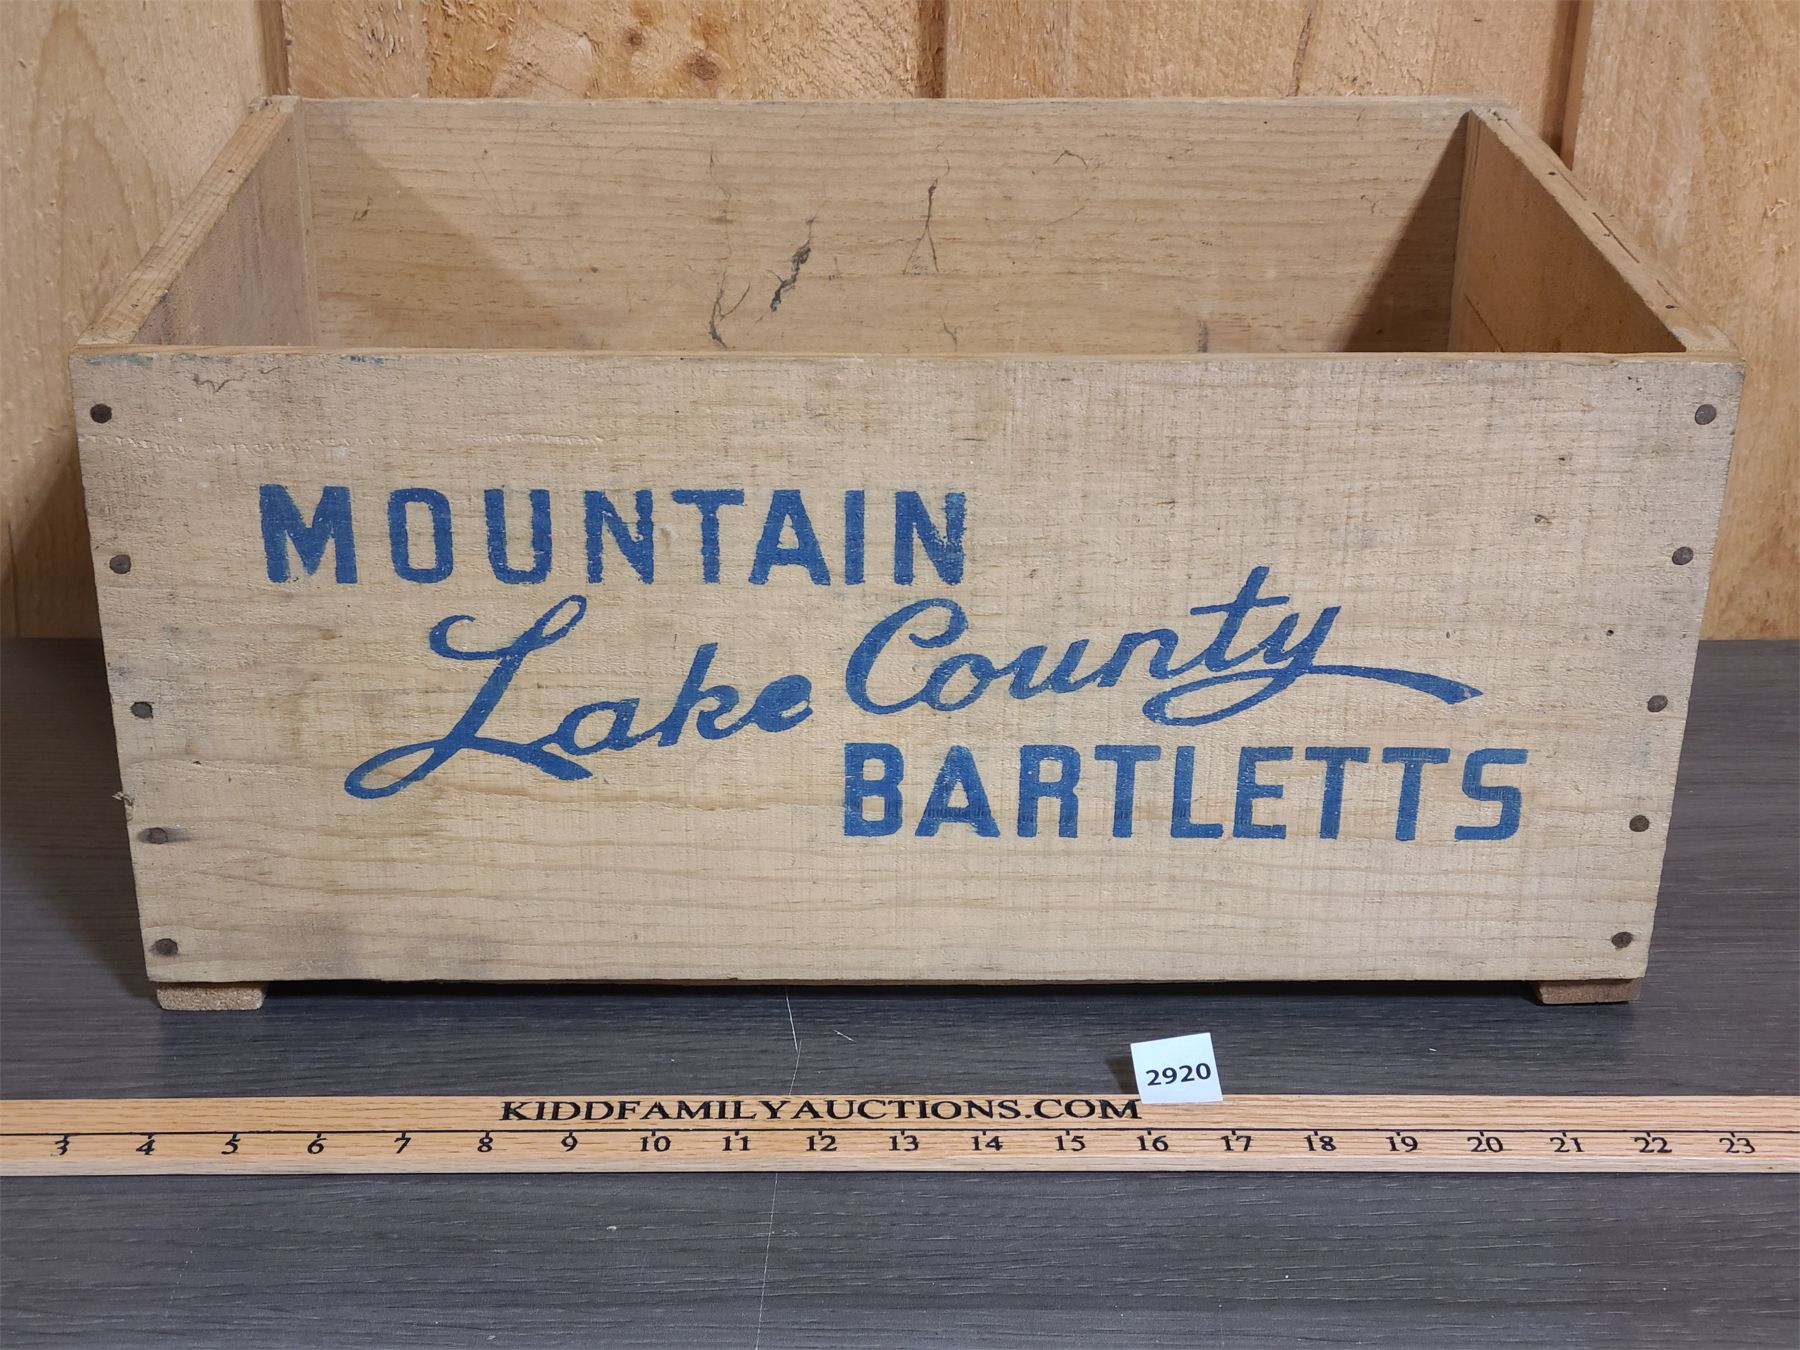 MOUNTAIN
Lake County
BARTLETTS
2920
KIDDFAMILYAUCTIONS.COM
3 4 5 6 7 8 9 10 11 12 13 14 15 16 17 18 19 20 21 22 23